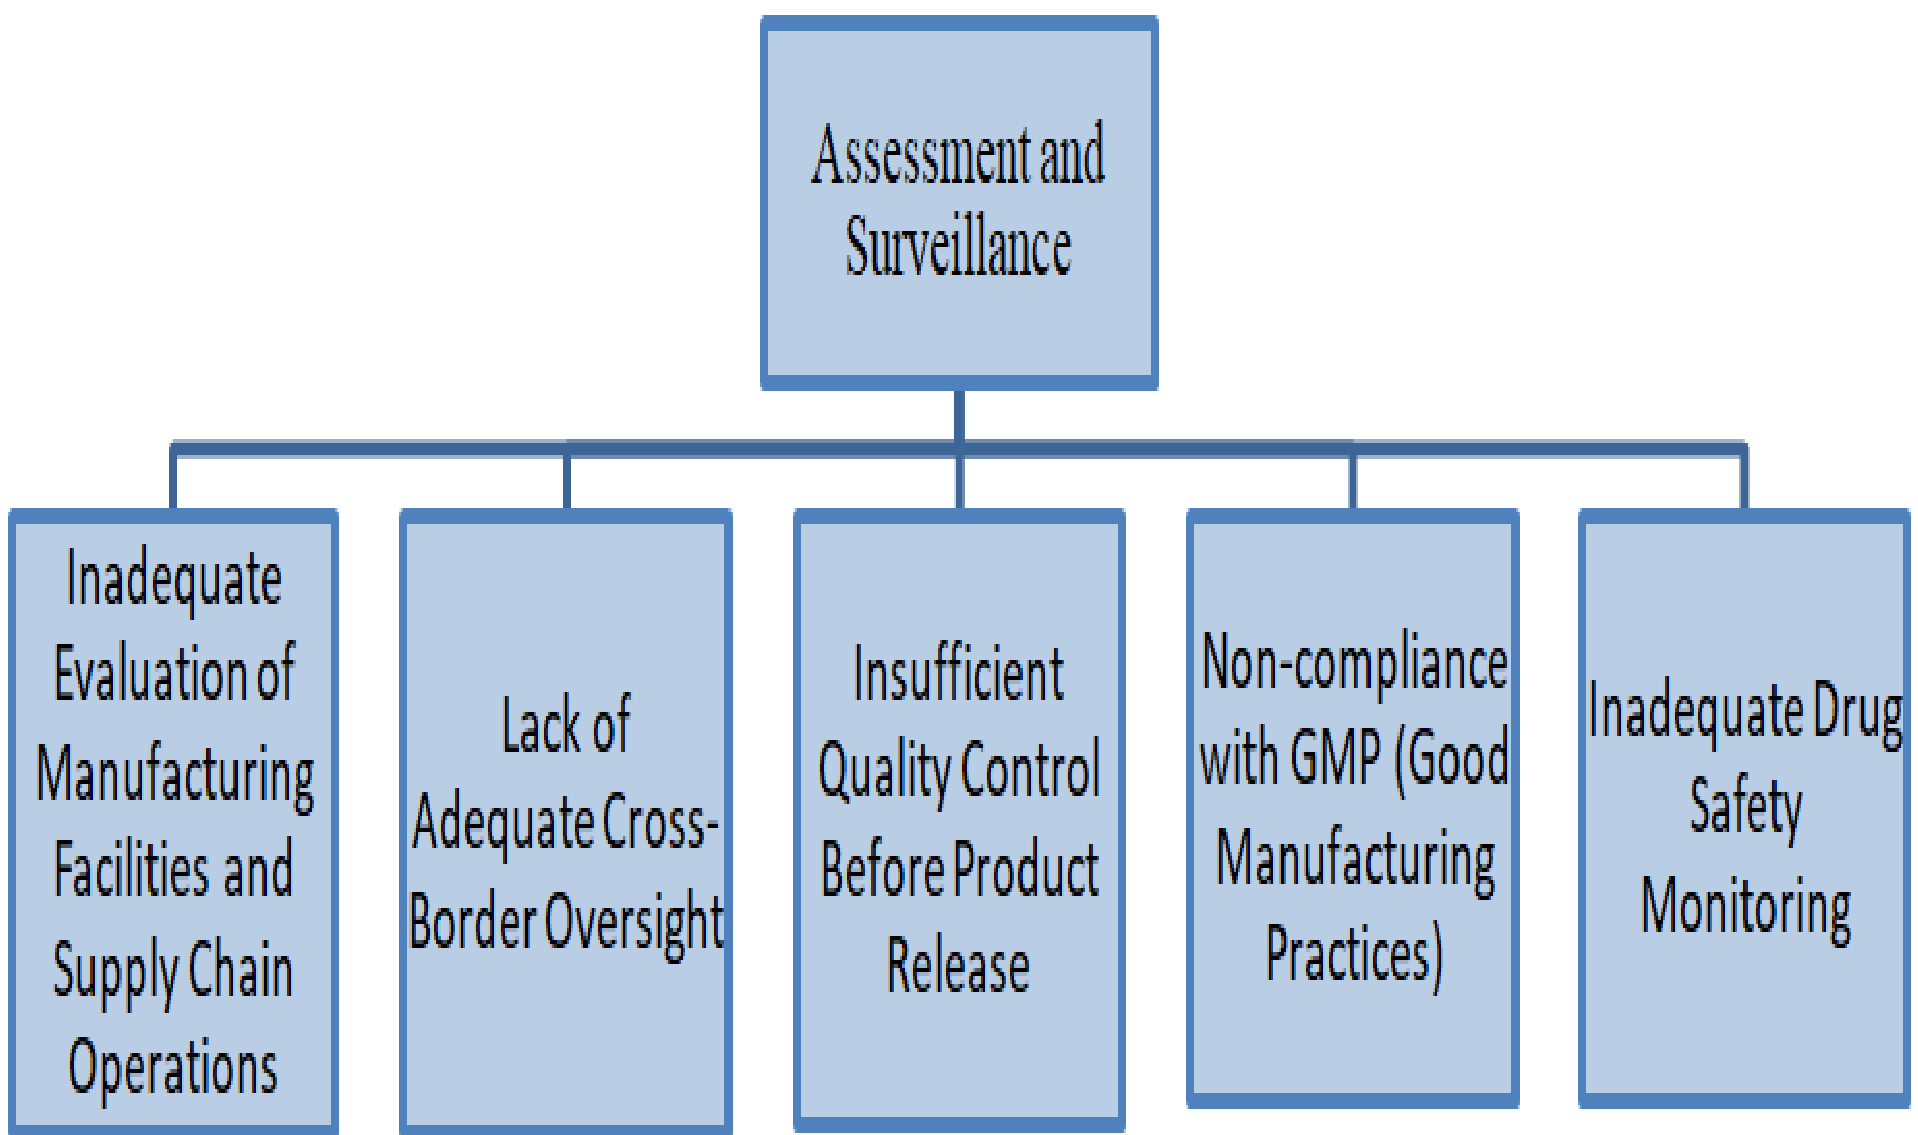 Assessment and
Surveillance
Inadequate
Evaluation of
Manufacturing
Facilities and
Supply Chain
Operations
Lack of
Adequate Cross-
Border Oversight
Insufficient
Quality Control
Before Product
Release
Non-compliance
with GMP (Good
Manufacturing
Practices)
Inadequate Drug
Safety
Monitoring